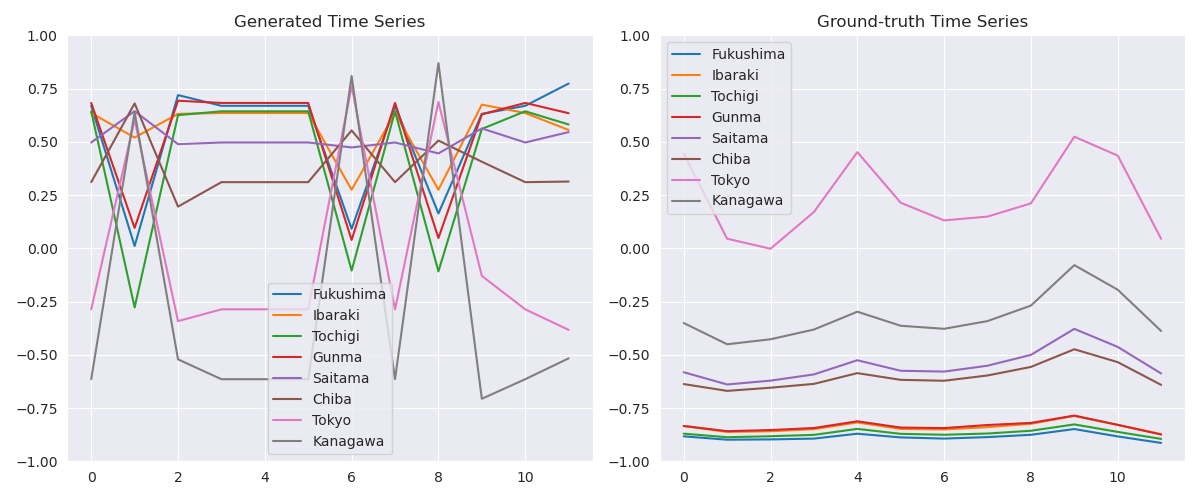 Generated Time Series
1.00
0.75
0.50
0.25
0.00
−0.25
−0.50
−0.75
−1.00
0 2 4 6 8 10
Fukushima
Ibaraki
Tochigi
Gunma
Saitama
Chiba
Tokyo
Kanagawa
Ground-truth Time Series
1.00
0.75
0.50
0.25
0.00
−0.25
−0.50
−0.75
−1.00
0 2 4 6 8 10
Fukushima
Ibaraki
Tochigi
Gunma
Saitama
Chiba
Tokyo
Kanagawa